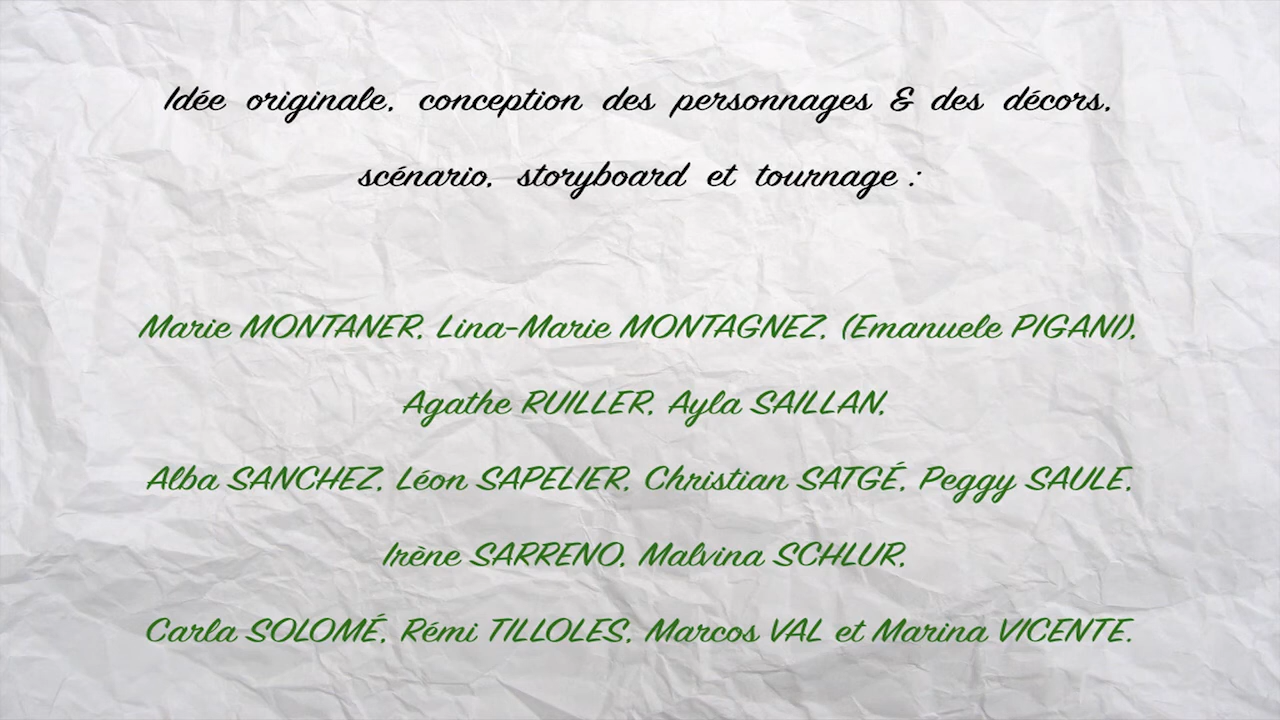 Idée originale, conception des personnages & des décors,
scénario, storyboard et tournage :
Marie MONTANER, Lina-Marie MONTAGNEZ, (Emanuele PIGANI),
Agathe RUILLER, Ayla SAILLAN,
Alba SANCHEZ, Léon SAPELIER, Christian SATGÉ, Peggy SAULE,
Irène SARRENO, Malvina SCHLUR,
Carla SOLOMÉ, Rémi TILLOLES, Marcos VAL et Marina VICENTE.